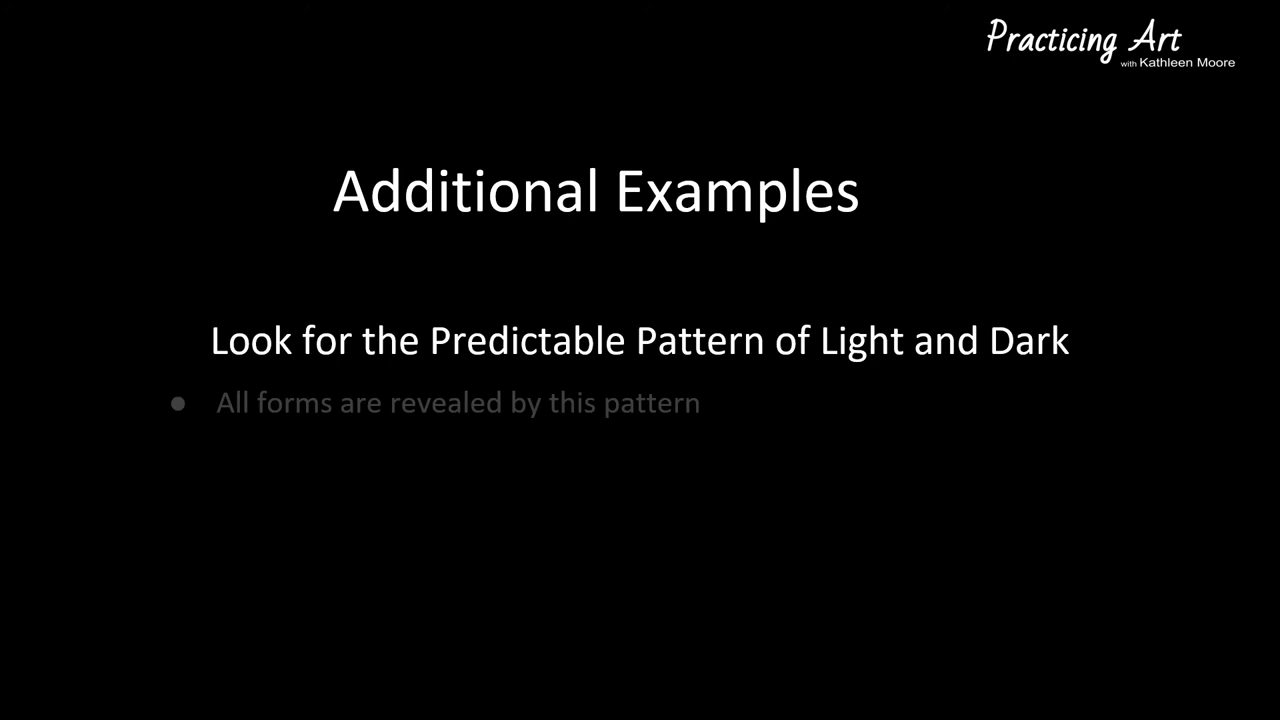 Practicing Art
with Kathleen Moore
Additional Examples
Look for the Predictable Pattern of Light and Dark
● All forms are revealed by this pattern